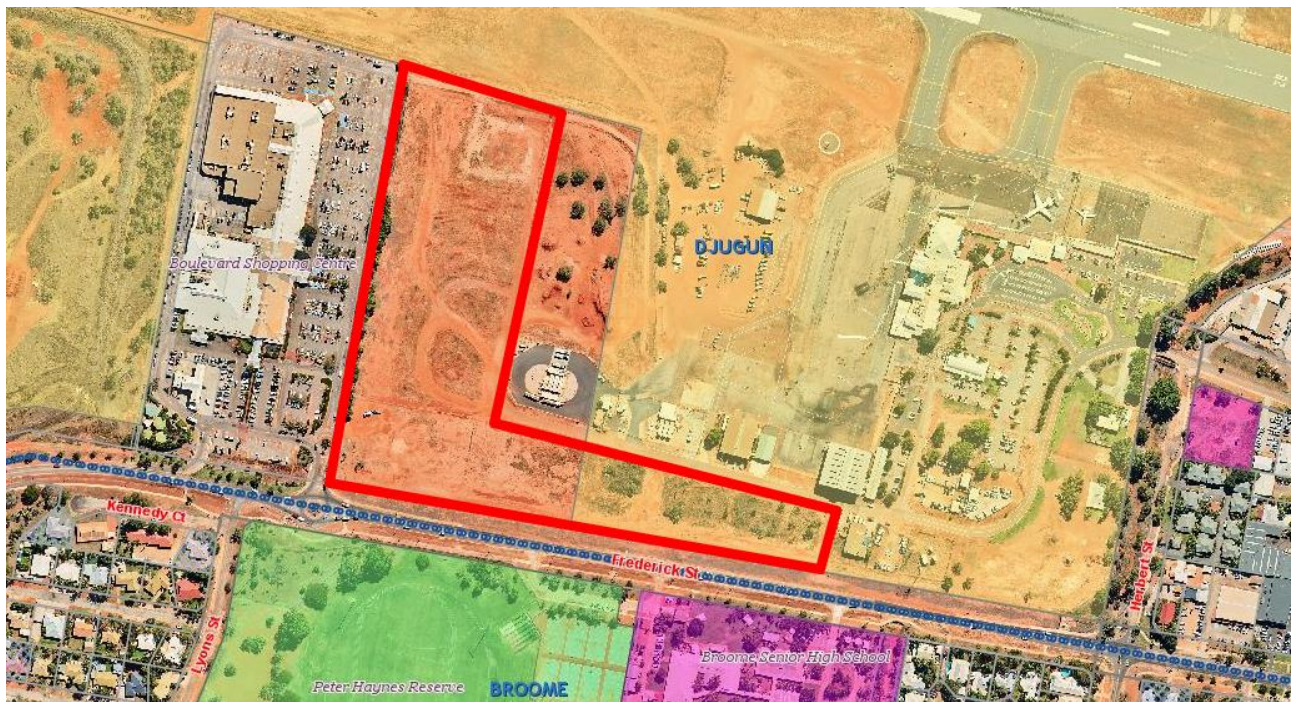 DJUGUN
Boulevard Shopping Centre
Kennedy Ct
Frederick St
Herbert St
Lyons St
Broome Senior High School
Peter Haynes Reserve
BROOME